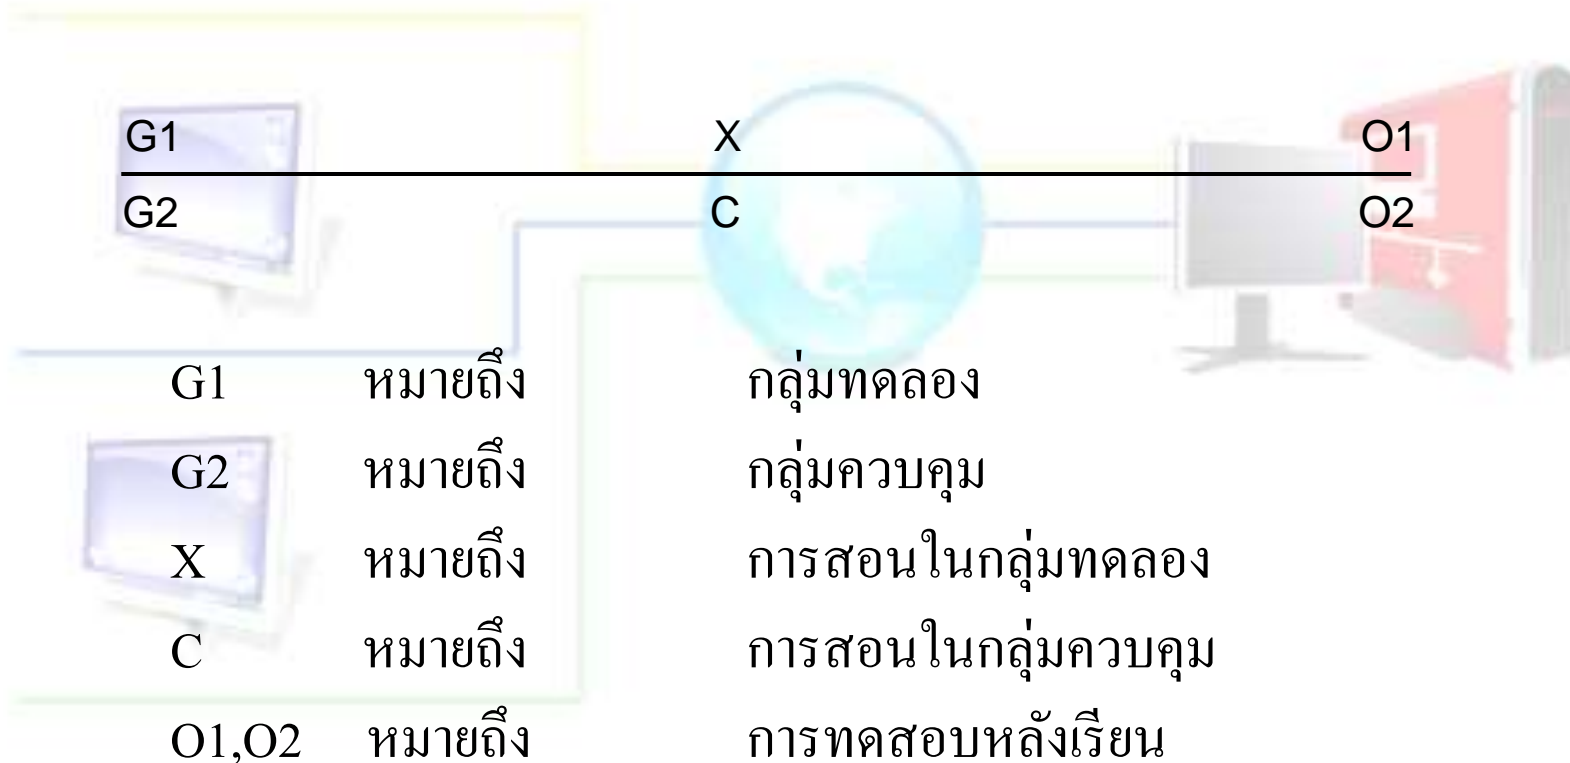 G1 X O1
G2 C O2
G1 หมายถึง กลุ่มทดลอง
G2 หมายถึง กลุ่มควบคุม
X หมายถึง การสอนในกลุ่มทดลอง
C หมายถึง การสอนในกลุ่มควบคุม
O1,O2 หมายถึง การทดสอบหลังเรียน